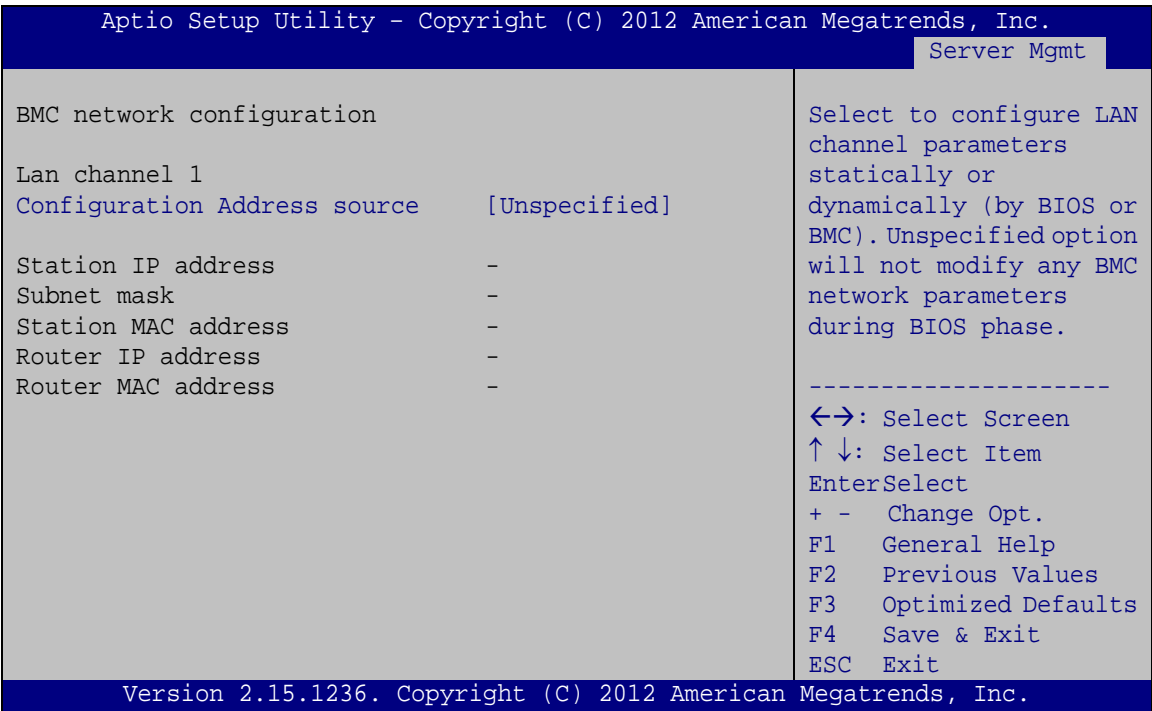 Aptio Setup Utility – Copyright (C) 2012 American Megatrends, Inc.
Server Mgmt
BMC network configuration
Lan channel 1
Configuration Address source [Unspecified]
Station IP address -
Subnet mask -
Station MAC address -
Router IP address -
Router MAC address -
Select to configure LAN
channel parameters
statically or
dynamically (by BIOS or
BMC). Unspecified option
will not modify any BMC
network parameters
during BIOS phase.
---------------------
←→: Select Screen
↑ ↓: Select Item
EnterSelect
+ - Change Opt.
F1 General Help
F2 Previous Values
F3 Optimized Defaults
F4 Save & Exit
ESC Exit
Version 2.15.1236. Copyright (C) 2012 American Megatrends, Inc.